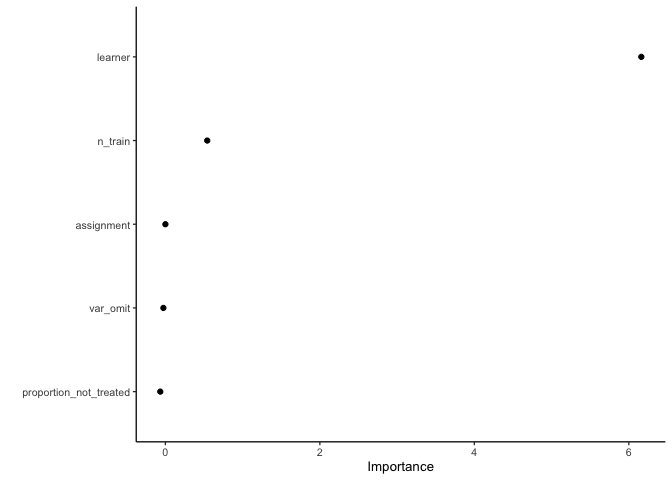 learner
n_train
assignment
var_omit
proportion_not_treated
0 2 4 6
Importance